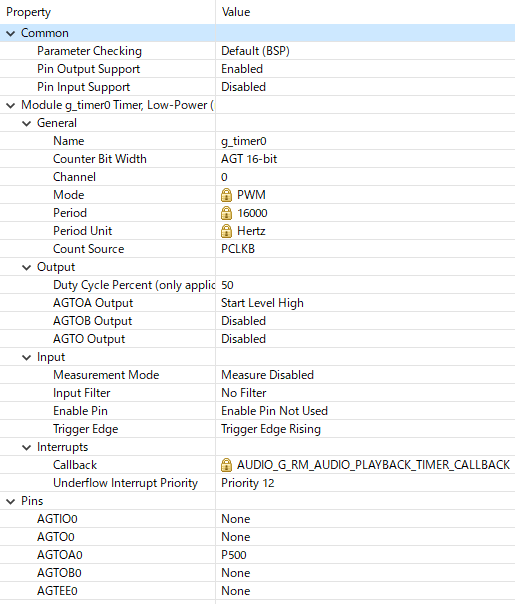 Property Value
Common
Parameter Checking Default (BSP)
Pin Output Support Enabled
Pin Input Support Disabled
Module g_timer0 Timer, Low-Power (
General
Name g_timer0
Counter Bit Width AGT 16-bit
Channel 0
Mode PWM
Period 16000
Period Unit Hertz
Count Source PCLKB
Output
Duty Cycle Percent (only applic 50
AGTOA Output Start Level High
AGTOB Output Disabled
AGTO Output Disabled
Input
Measurement Mode Measure Disabled
Input Filter No Filter
Enable Pin Enable Pin Not Used
Trigger Edge Trigger Edge Rising
Interrupts
Callback AUDIO_G_RM_AUDIO_PLAYBACK_TIMER_CALLBACK
Underflow Interrupt Priority Priority 12
Pins
AGTIO0 None
AGTO0 None
AGTOA0 P500
AGTOB0 None
AGTEE0 None